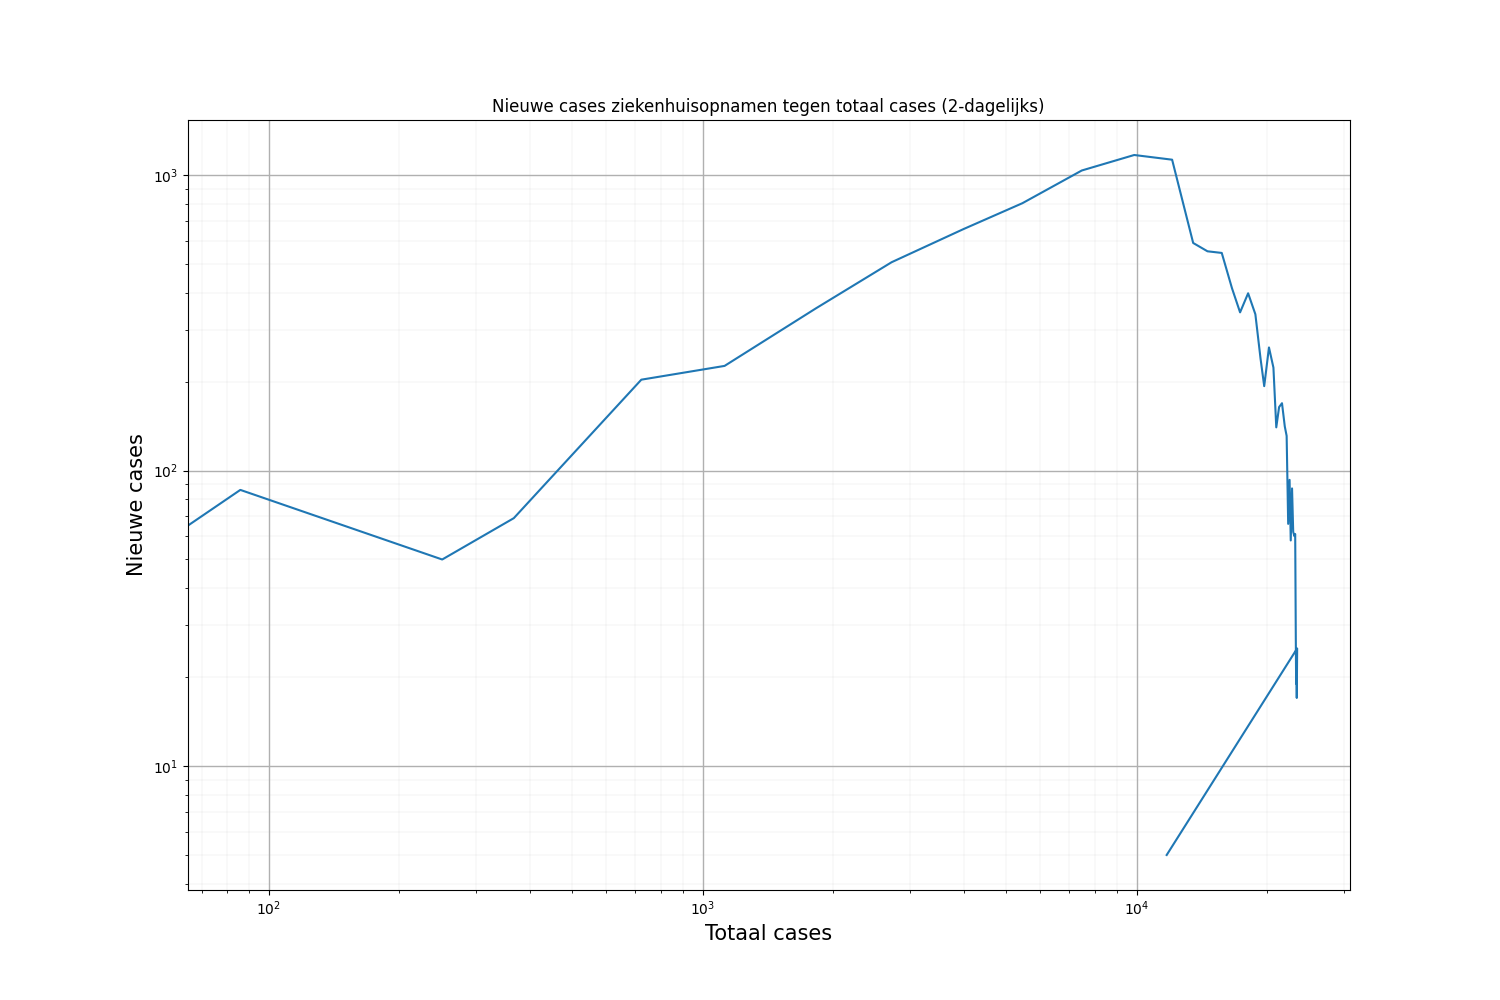 Nieuwe cases ziekenhuisopnamen tegen totaal cases (2-dagelijks)
Nieuwe cases
10³
10²
10¹
10² 10³ 10⁴
Totaal cases